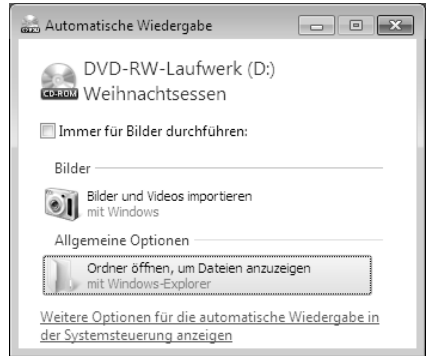 Automatische Wiedergabe
DVD-RW-Laufwerk (D:)
CD-ROM Weihnachtsessen
Immer für Bilder durchführen:
Bilder
Bilder und Videos importieren
mit Windows
Allgemeine Optionen
Ordner öffnen, um Dateien anzuzeigen
mit Windows-Explorer
Weitere Optionen für die automatische Wiedergabe in
der Systemsteuerung anzeigen